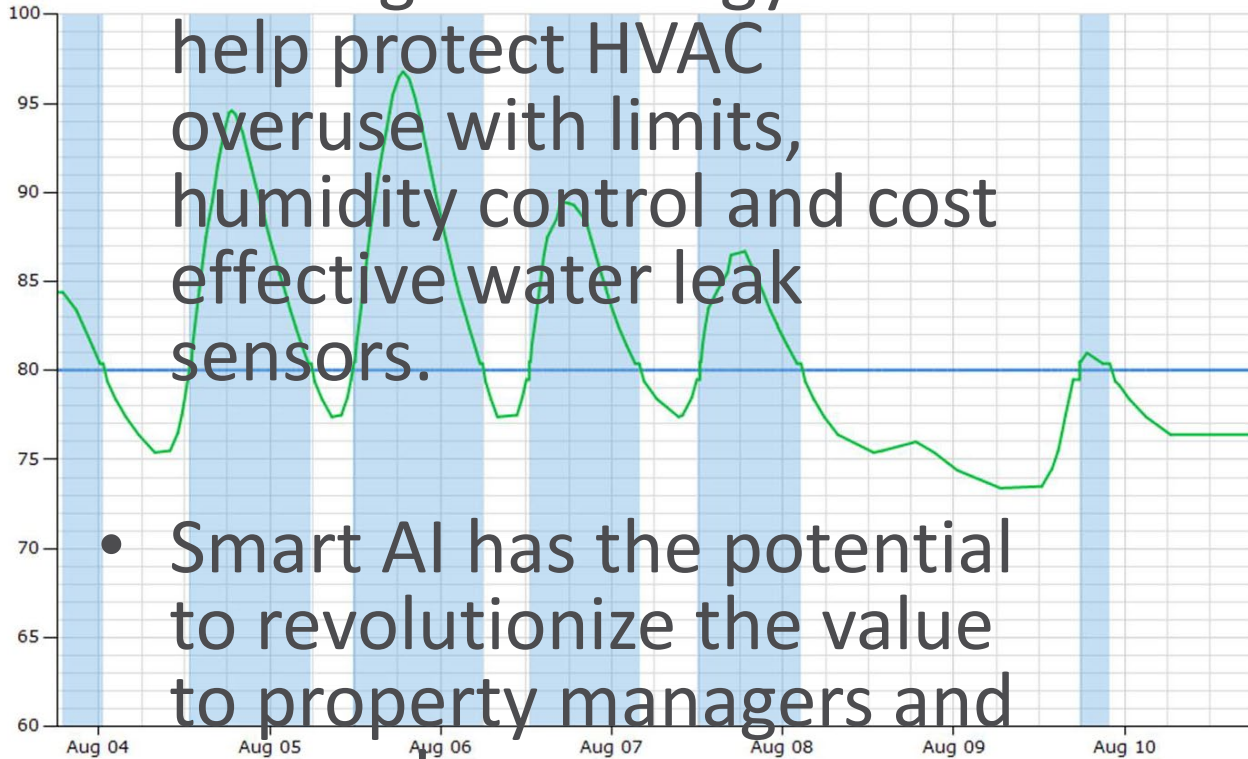 100
help protect HVAC
95
overuse with limits,
90
humidity control and cost
85
effective water leak
80
sensors.
75
70
• Smart AI has the potential
65
to revolutionize the value
to property managers and
60
Aug 04 Aug 05 Aug 06 Aug 07 Aug 08 Aug 09 Aug 10